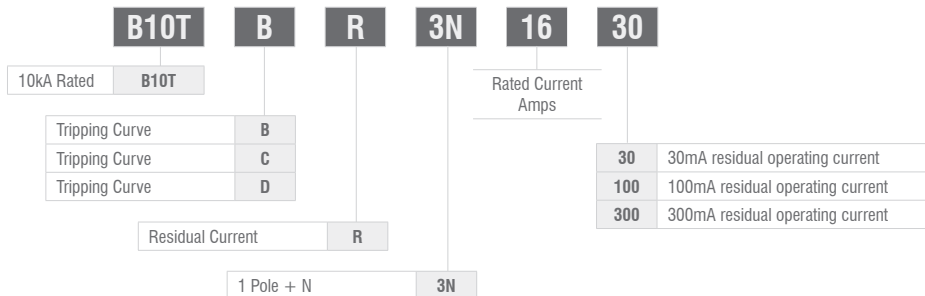 B10T B R 3N 16 30
10kA Rated B10T
Rated Current
Amps
Tripping Curve B
Tripping Curve C
Tripping Curve D
30 30mA residual operating current
100 100mA residual operating current
300 300mA residual operating current
Residual Current R
1 Pole + N 3N